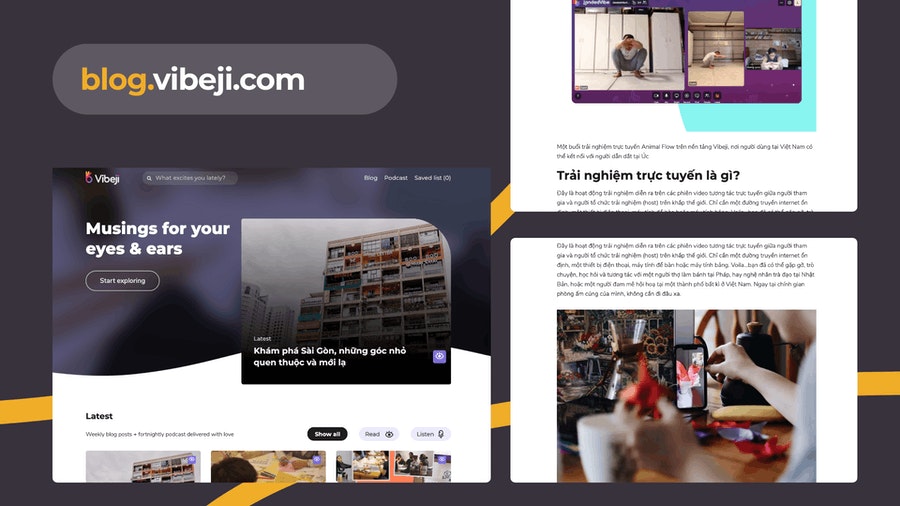 blog.vibeji.com
Vibeji
What excites you lately?
Blog
Podcast
Saved list (0)
Musings for your
eyes & ears
Start exploring
Latest
Khám phá Sài Gòn, những góc nhỏ
quen thuộc và mới lạ
Latest
Weekly blog posts + fortnightly podcast delivered with love
Show all
Read
Listen
LandedVibe
Một buổi trải nghiệm trực tuyến Animal Flow trên nền tảng Vibeji, nơi người dùng tại Việt Nam có
thể kết nối với người dẫn dắt tại Úc
Trải nghiệm trực tuyến là gì?
Đây là hoạt động trải nghiệm diễn ra trên các phiên video tương tác trực tuyến giữa người tham
gia và người tổ chức trải nghiệm (host) trên khắp thế giới. Chỉ cần một đường truyền internet ổn
Đây là hoạt động trải nghiệm diễn ra trên các phiên video tương tác trực tuyến giữa người tham
gia và người tổ chức trải nghiệm (host) trên khắp thế giới. Chỉ cần một đường truyền internet ổn
định, một thiết bị điện thoại, máy tính để bàn hoặc máy tính bảng. Voila...bạn đã có thể gặp gỡ, trò
chuyện, học hỏi và tương tác với một người thợ làm bánh tại Pháp, hay nghệ nhân trà đạo tại Nhật
Bản, hoặc một người đam mê hội hoạ tại một thành phố bất kì ở Việt Nam. Ngay tại chính gian
phòng ấm cúng của mình, không cần đi đâu xa.